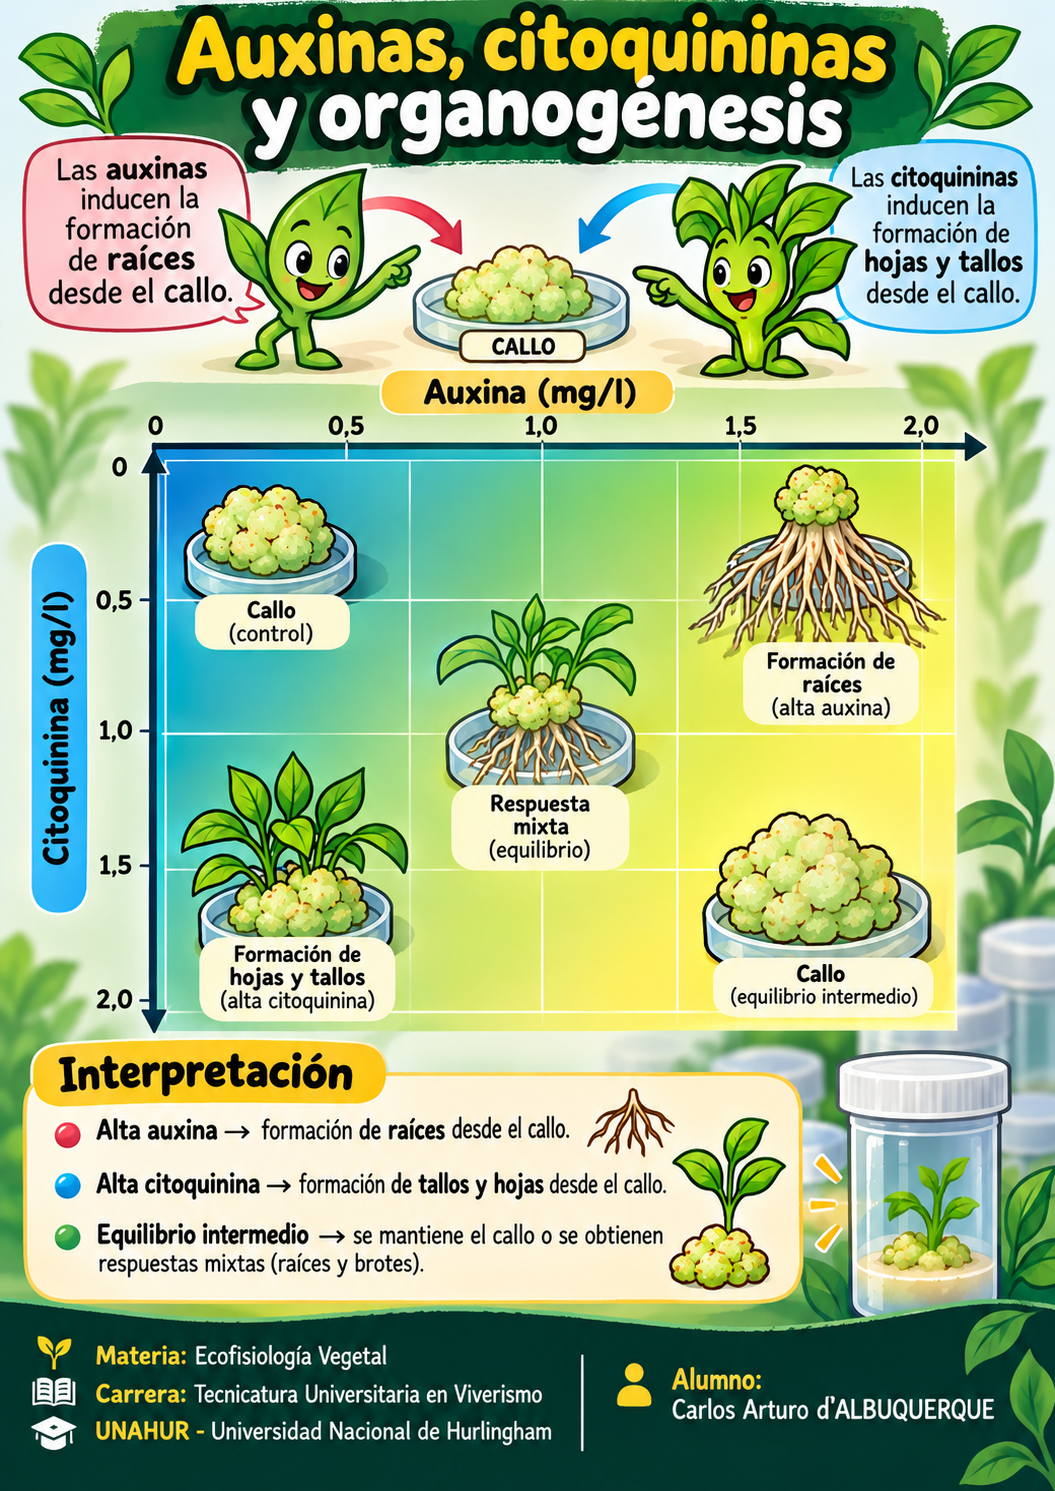 Auxinas, citoquininas
y organogénesis
Las auxinas
inducen la
formación
de raíces
desde el callo.
Las citoquininas
inducen la
formación de
hojas y tallos
desde el callo.
CALLO
Auxina (mg/l)
0 0,5 1,0 1,5 2,0
Citoquinina (mg/l)
0
0,5
1,0
1,5
2,0
Callo
(control)
Formación de
raíces
(alta auxina)
Respuesta
mixta
(equilibrio)
Formación de
hojas y tallos
(alta citoquinina)
Callo
(equilibrio intermedio)
Interpretación
Alta auxina → formación de raíces desde el callo.
Alta citoquinina → formación de tallos y hojas desde el callo.
Equilibrio intermedio → se mantiene el callo o se obtienen
respuestas mixtas (raíces y brotes).
Materia: Ecofisiología Vegetal
Carrera: Tecnicatura Universitaria en Viverismo
UNAHUR - Universidad Nacional de Hurlingham
Alumno:
Carlos Arturo d'ALBUQUERQUE